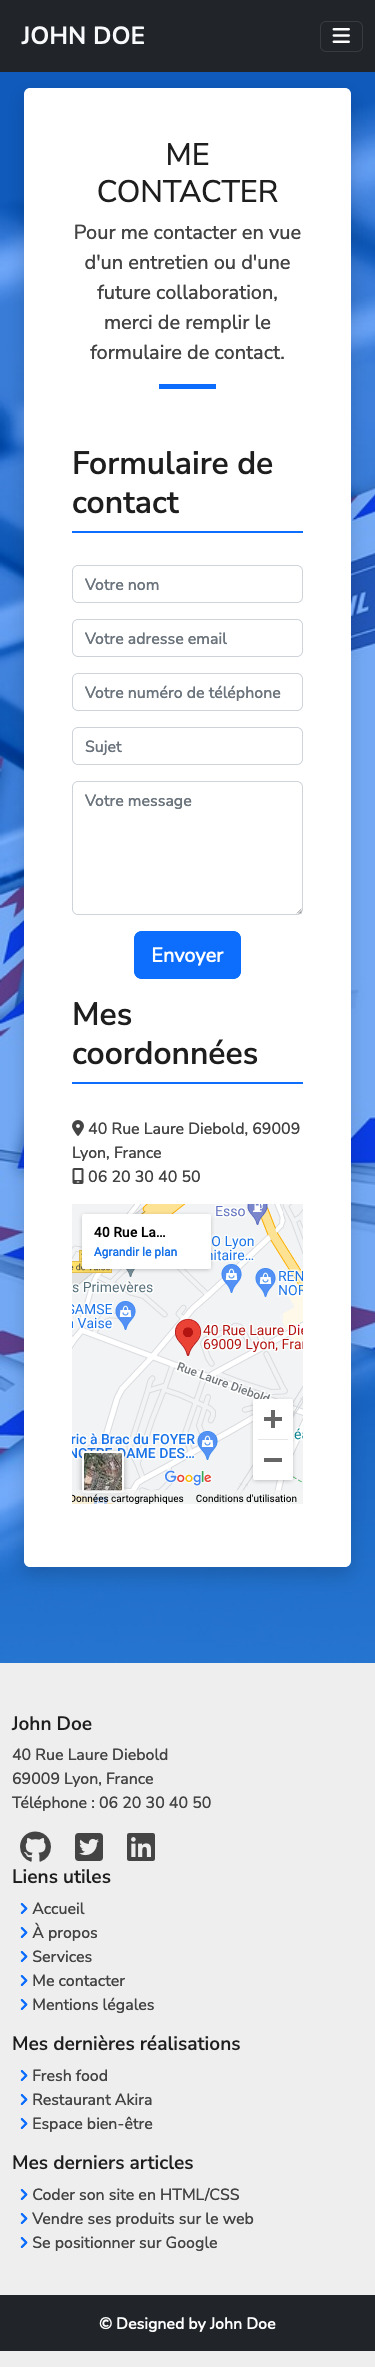 JOHN DOE
ME
CONTACTER
Pour me contacter en vue
d'un entretien ou d'une
future collaboration,
merci de remplir le
formulaire de contact.
Formulaire de
contact
Votre nom
Votre adresse email
Votre numéro de téléphone
Sujet
Votre message
Envoyer
Mes
coordonnées
40 Rue Laure Diebold, 69009
Lyon, France
06 20 30 40 50
Esso
40 Rue La...
Agrandir le plan
O Lyon
nitaire...
s Primevères
REN
NOR
SAMSE
Vaise
40 Rue Laure Die
69009 Lyon, Fran
Rue Laure Diebold
ric à Brac du FOYER
NOTRE-DAME DES...
Google
Données cartographiques
Conditions d'utilisation
John Doe
40 Rue Laure Diebold
69009 Lyon, France
Téléphone : 06 20 30 40 50
Liens utiles
Accueil
À propos
Services
Me contacter
Mentions légales
Mes dernières réalisations
Fresh food
Restaurant Akira
Espace bien-être
Mes derniers articles
Coder son site en HTML/CSS
Vendre ses produits sur le web
Se positionner sur Google
© Designed by John Doe